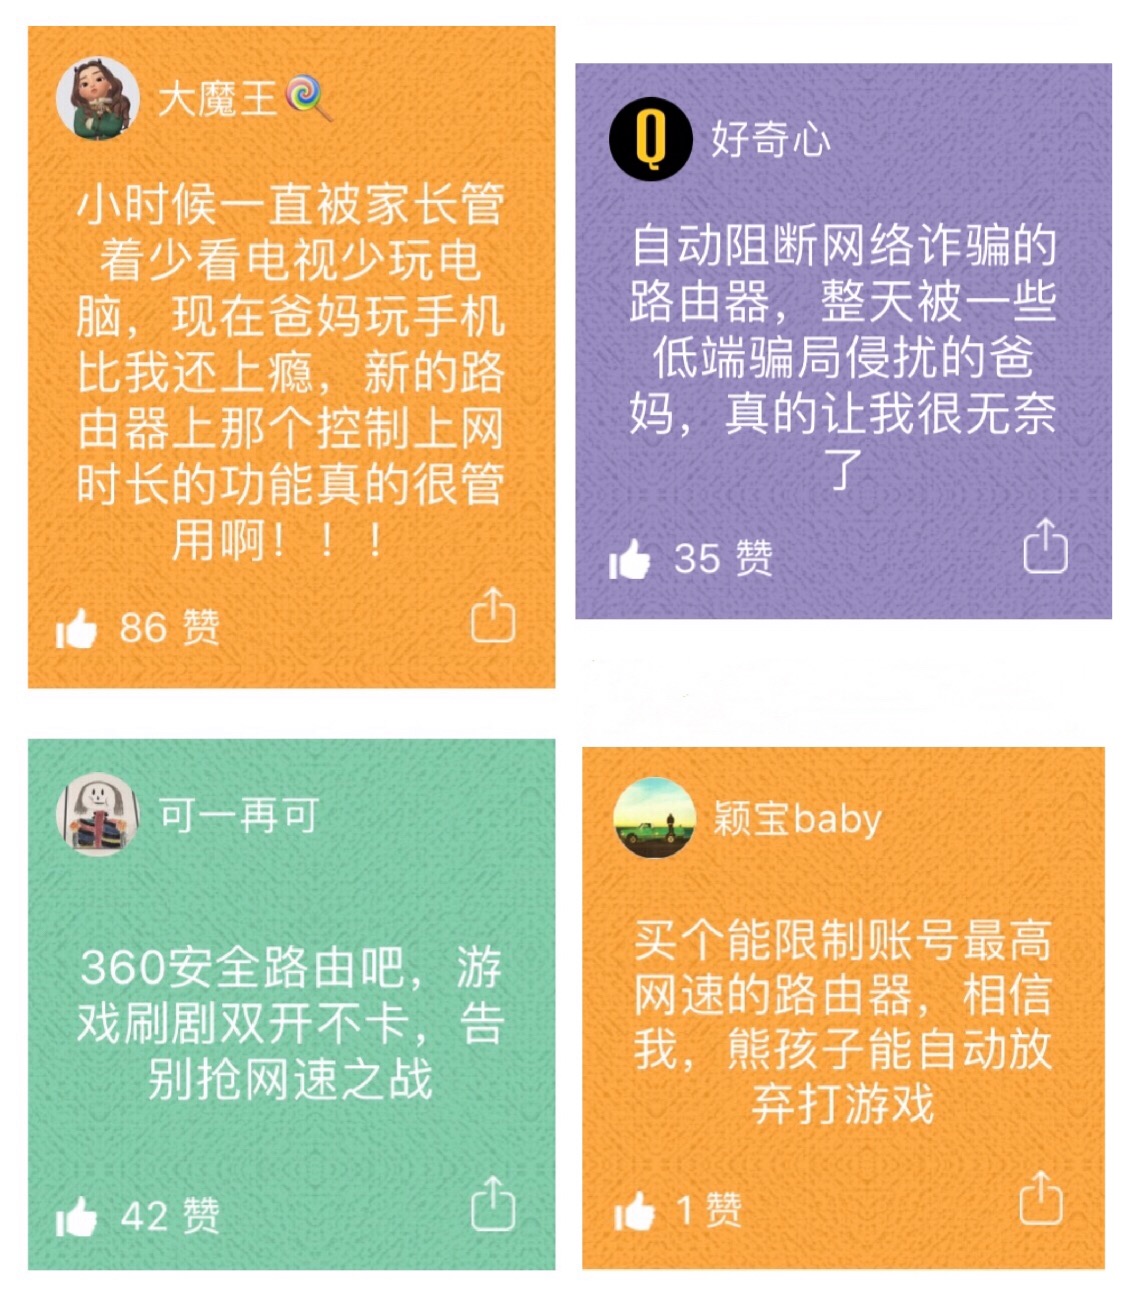 大魔王🍭
小时候一直被家长管
着少看电视少玩电
脑，现在爸妈玩手机
比我还上瘾，新的路
由器上那个控制上网
时长的功能真的很管
用啊！！！
86 赞
Q
好奇心
自动阻断网络诈骗的
路由器，整天被一些
低端骗局侵扰的爸
妈，真的让我很无奈
了
35 赞
可一再可
360安全路由吧，游
戏刷剧双开不卡，告
别抢网速之战
42 赞
颖宝baby
买个能限制账号最高
网速的路由器，相信
我，熊孩子能自动放
弃打游戏
1 赞